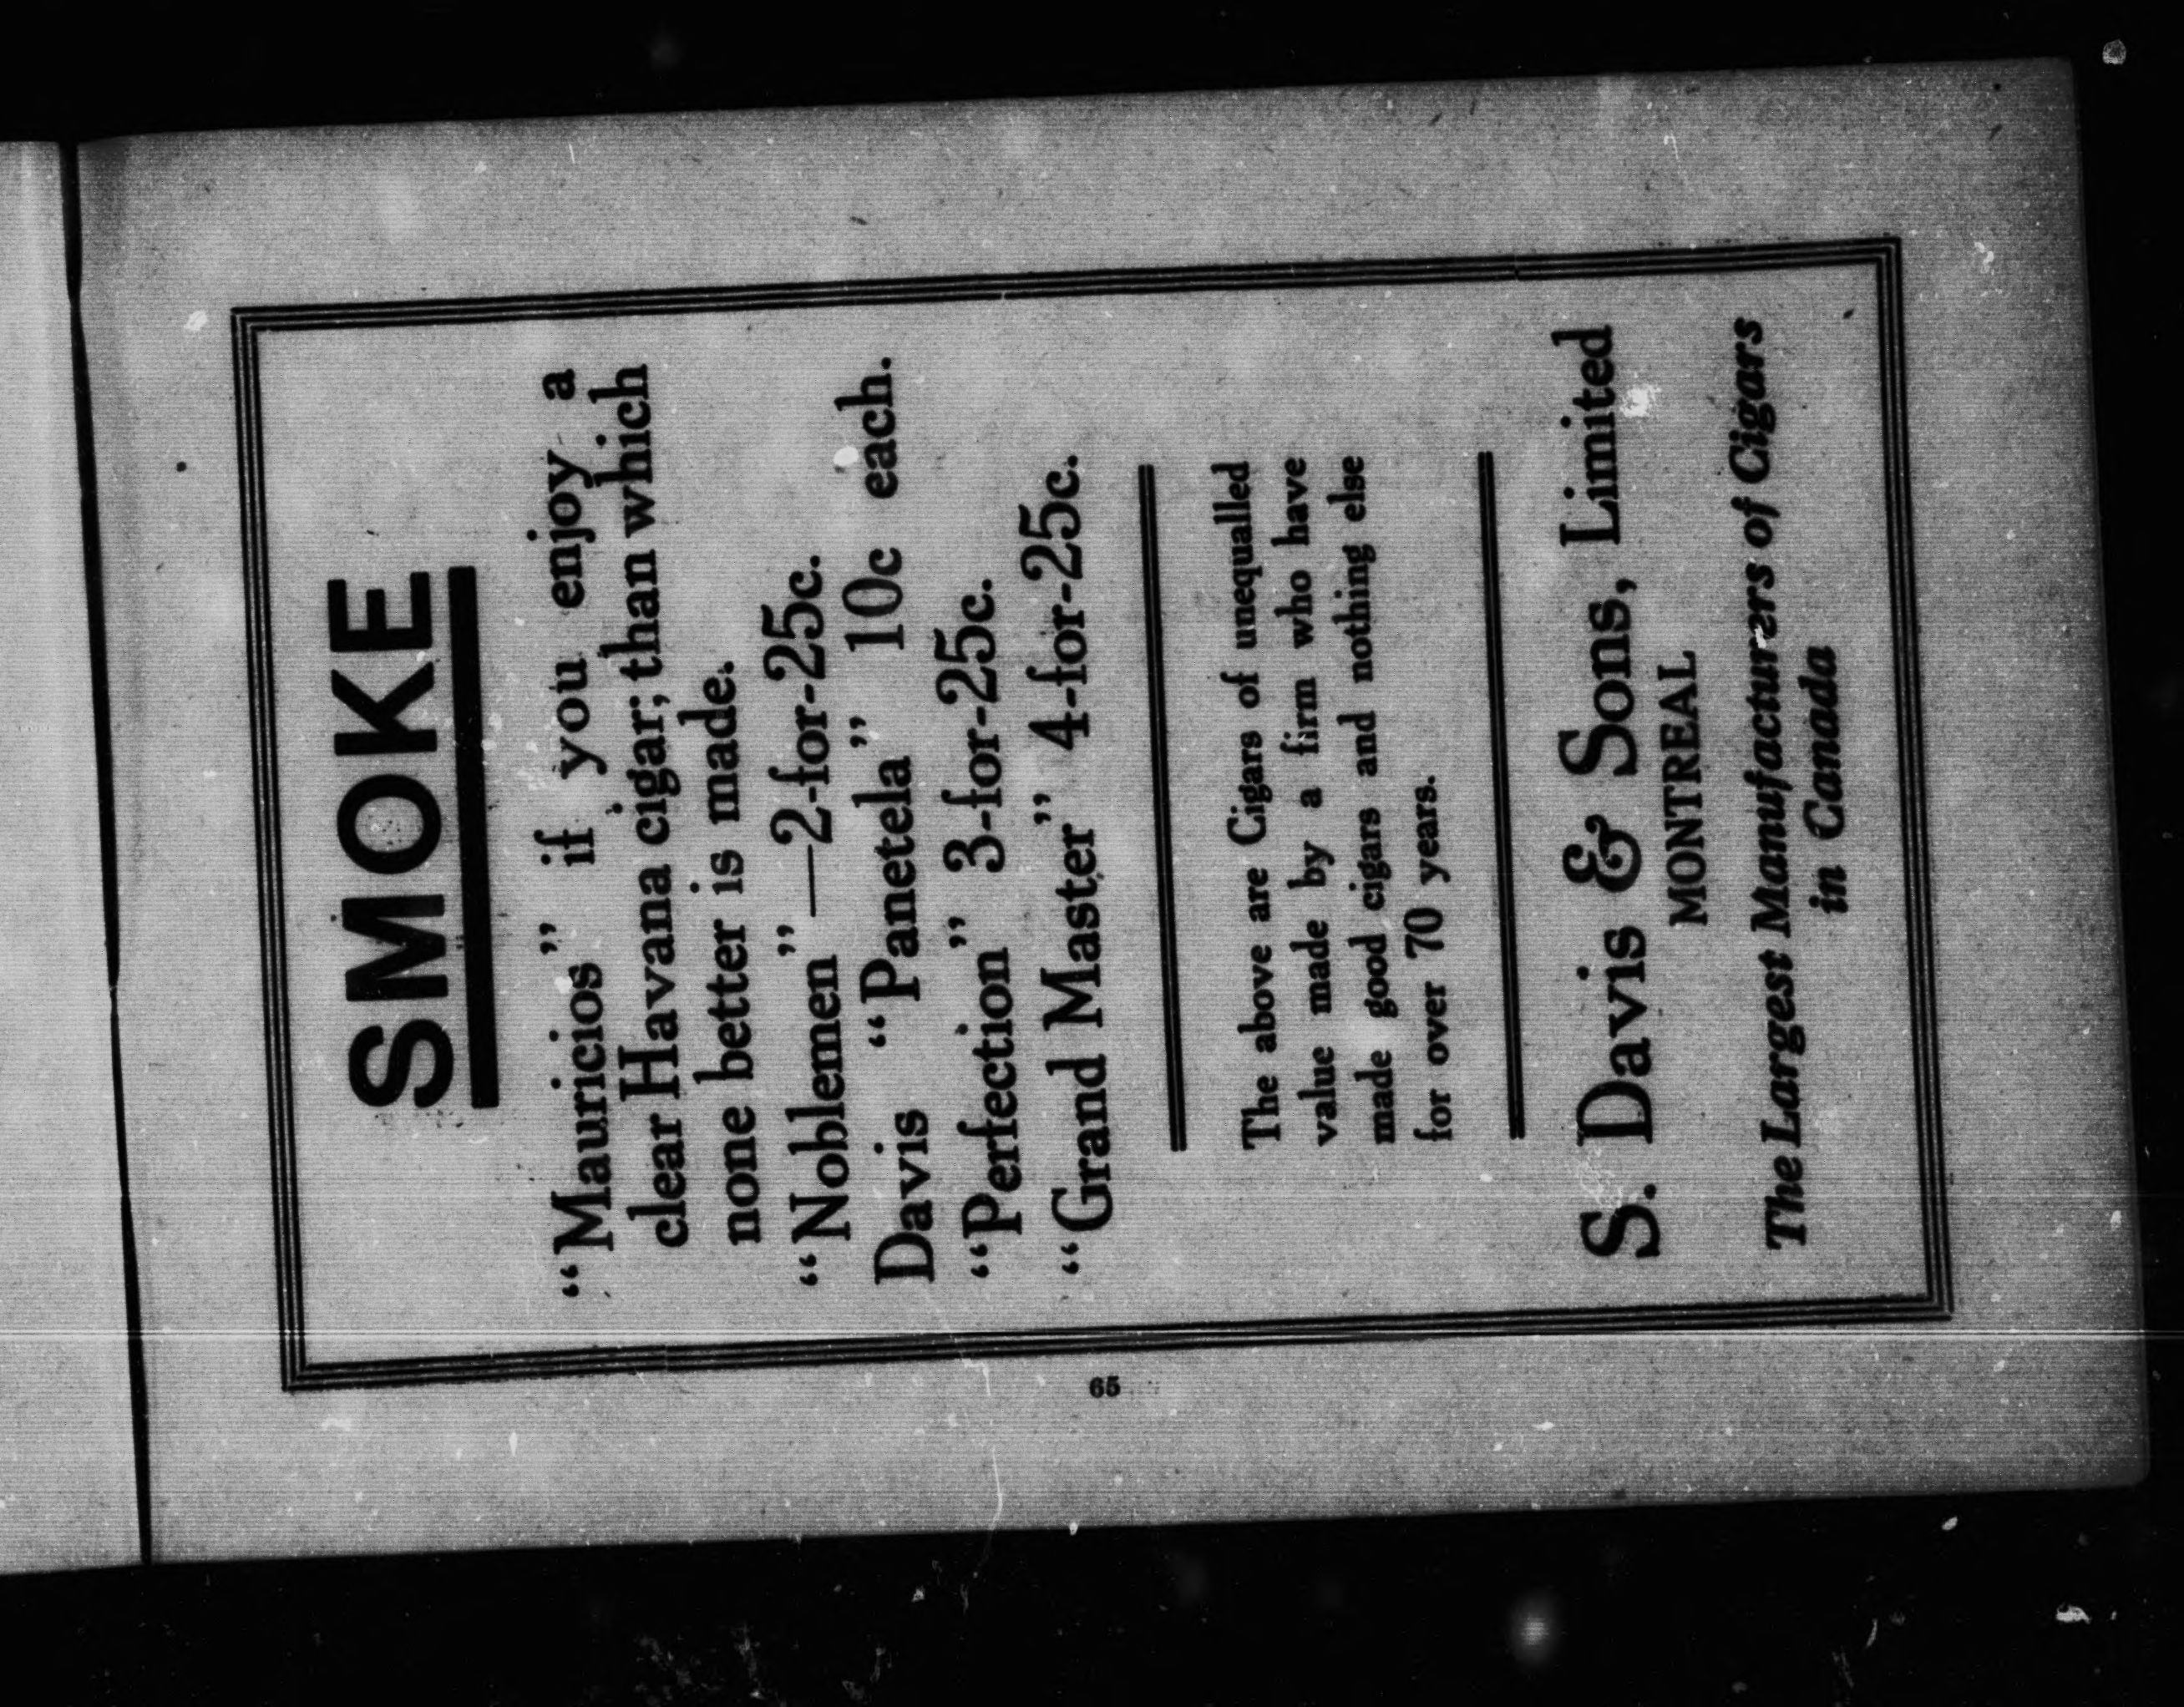 SMOKE
“Mauricios” if you enjoy a
clear Havana cigar; than which
none better is made.
“Noblemen”—2-for-25c.
Davis “Panetela” 10c each.
“Perfection” 3-for-25c.
“Grand Master” 4-for-25c.
The above are Cigars of unequalled
value made by a firm who have
made good cigars and nothing else
for over 70 years.
S. Davis & Sons, Limited
MONTREAL
The Largest Manufacturers of Cigars
in Canada
65